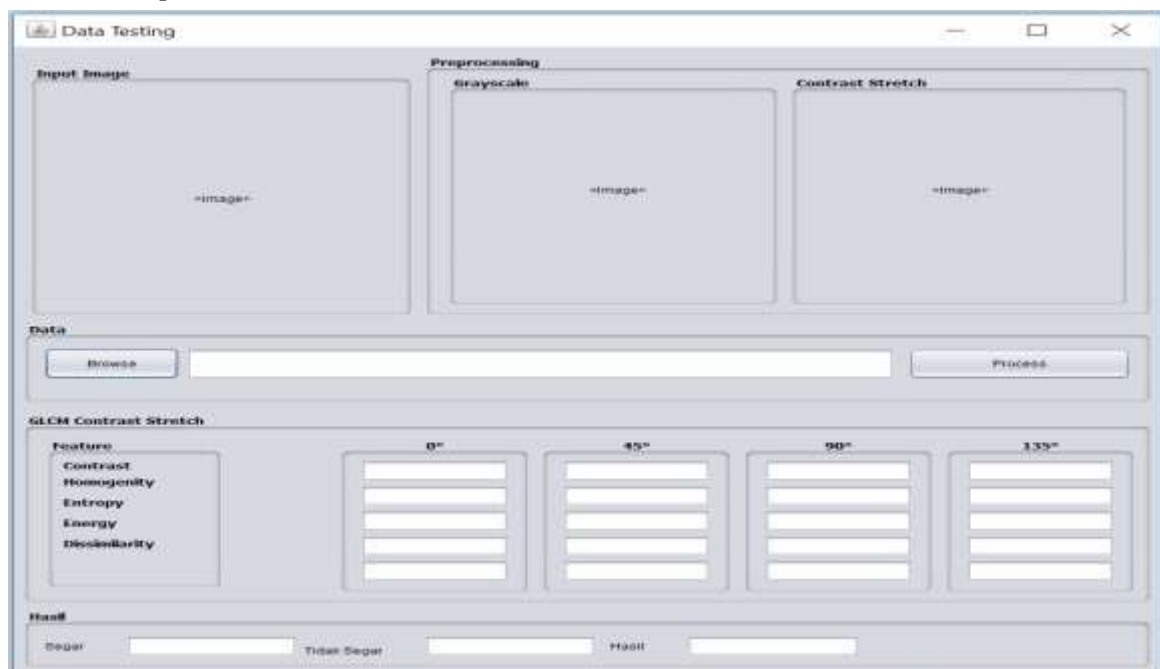 Data Testing
Input Image
Preprocessing
Grayscale
Contrast Stretch
<Image>
<Image>
<Image>
Data
Browse
Process
GLCM Contrast Stretch
Feature
0°
45°
90°
135°
Contrast
Homogenity
Entropy
Energy
Dissimilarity
Hasil
Segar
Tidak Segar
Hasil